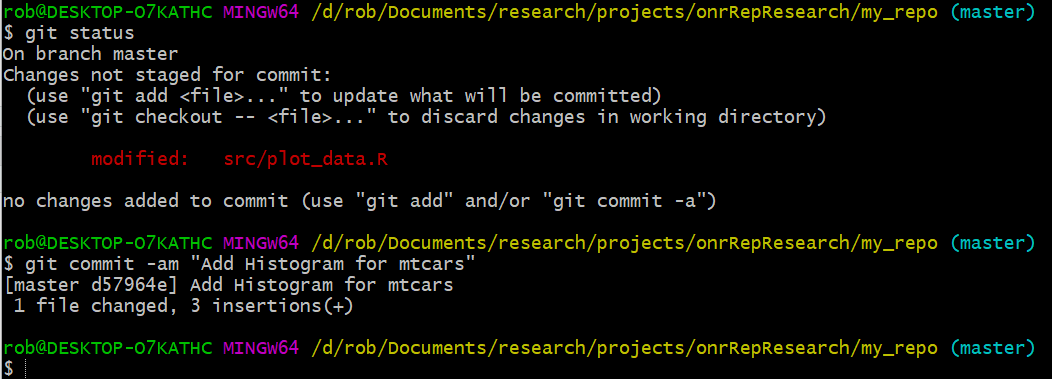 rob@DESKTOP-O7KATHC MINGW64 /d/rob/Documents/research/projects/onrRepResearch/my_repo (master)
$ git status
On branch master
Changes not staged for commit:
  (use "git add <file>..." to update what will be committed)
  (use "git checkout -- <file>..." to discard changes in working directory)
        modified:   src/plot_data.R
no changes added to commit (use "git add" and/or "git commit -a")
rob@DESKTOP-O7KATHC MINGW64 /d/rob/Documents/research/projects/onrRepResearch/my_repo (master)
$ git commit -am "Add Histogram for mtcars"
[master d57964e] Add Histogram for mtcars
 1 file changed, 3 insertions(+)
rob@DESKTOP-O7KATHC MINGW64 /d/rob/Documents/research/projects/onrRepResearch/my_repo (master)
$